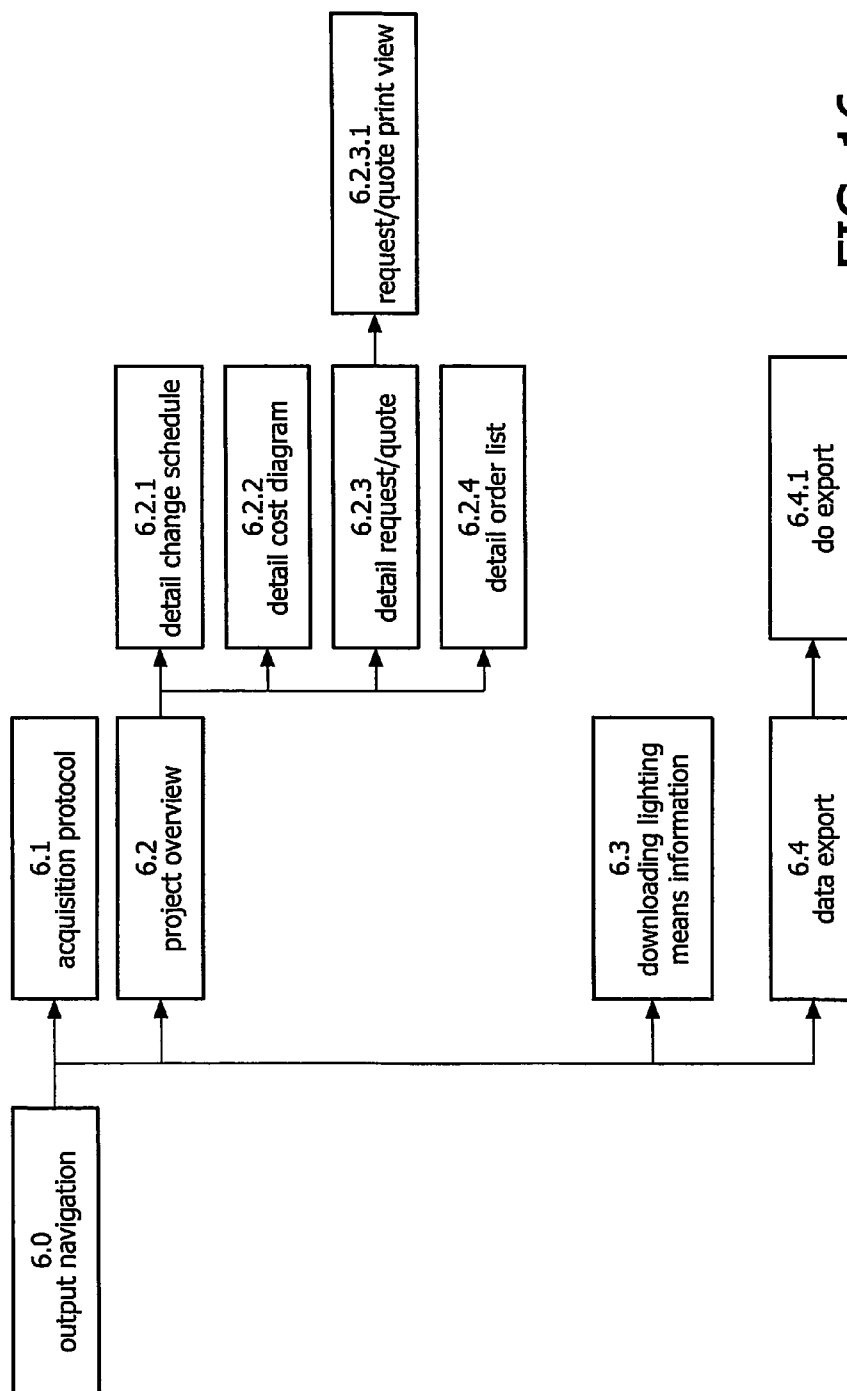 6.0
output navigation
6.1
acquisition protocol
6.2
project overview
6.2.1
detail change schedule
6.2.2
detail cost diagram
6.2.3
detail request/quote
6.2.3.1
request/quote print view
6.2.4
detail order list
6.3
downloading lighting
means information
6.4
data export
6.4.1
do export